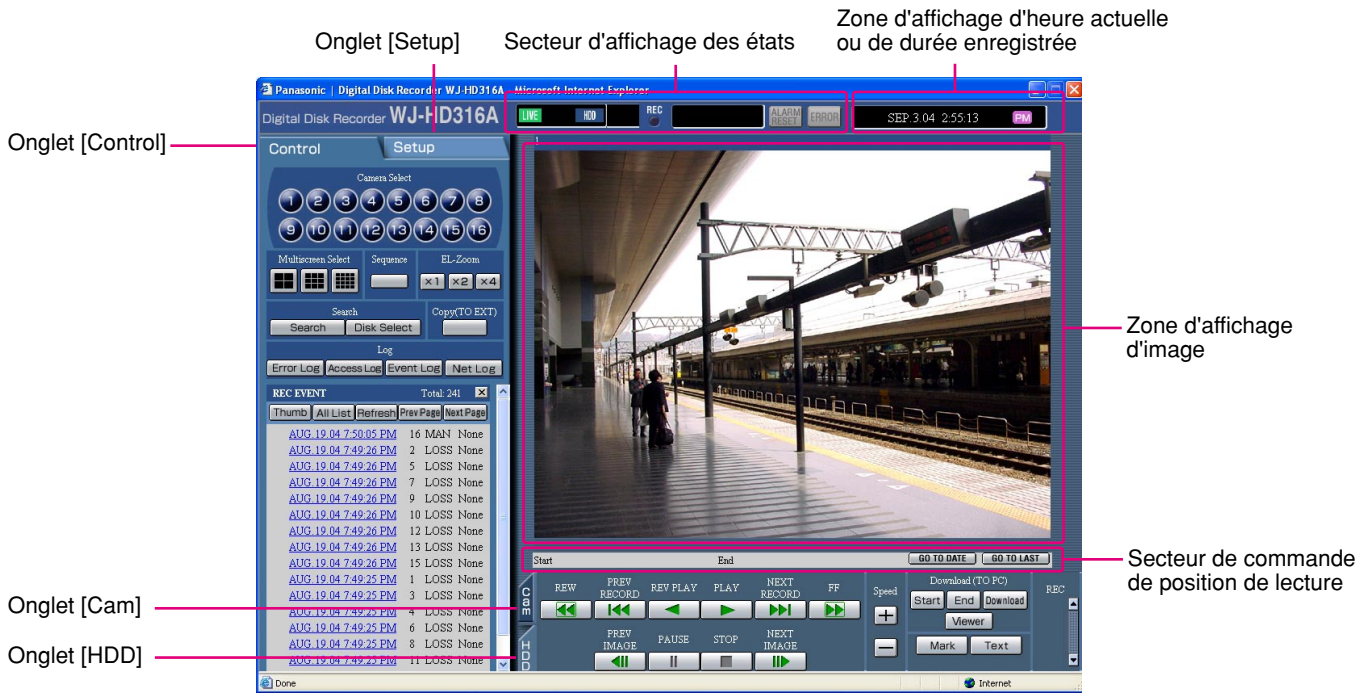 Zone d'affichage d'heure actuelle
ou de durée enregistrée
Onglet [Setup]
Secteur d'affichage des états
Panasonic | Digital Disk Recorder WJ-HD316A - Microsoft Internet Explorer
Digital Disk Recorder WJ-HD316A
LIVE HDD REC ALARM RESET ERROR SEP.3.04 2:55:13 PM
Onglet [Control]
Control Setup
1
Camera Select
1 2 3 4 5 6 7 8
9 10 11 12 13 14 15 16
Multiscreen Select Sequence EL-Zoom
×1 ×2 ×4
Search Copy(TO EXT)
Search Disk Select
Log
Error Log Access Log Event Log Net Log
REC EVENT Total: 241
Thumb All List Refresh Prev Page Next Page
AUG.19.04 7:50:05 PM 16 MAN None
AUG.19.04 7:49:26 PM 2 LOSS None
AUG.19.04 7:49:26 PM 5 LOSS None
AUG.19.04 7:49:26 PM 7 LOSS None
AUG.19.04 7:49:26 PM 9 LOSS None
AUG.19.04 7:49:26 PM 10 LOSS None
AUG.19.04 7:49:26 PM 12 LOSS None
AUG.19.04 7:49:26 PM 13 LOSS None
AUG.19.04 7:49:26 PM 15 LOSS None
AUG.19.04 7:49:25 PM 1 LOSS None
AUG.19.04 7:49:25 PM 3 LOSS None
AUG.19.04 7:49:25 PM 4 LOSS None
AUG.19.04 7:49:25 PM 6 LOSS None
AUG.19.04 7:49:25 PM 8 LOSS None
AUG.19.04 7:49:25 PM 11 LOSS None
Zone d'affichage
d'image
Start End GO TO DATE GO TO LAST
Secteur de commande
de position de lecture
Onglet [Cam]
Cam
REW PREV RECORD REV PLAY PLAY NEXT RECORD FF
Speed
Download (TO PC)
Start End Download
Viewer
REC
Onglet [HDD]
HDD
PREV IMAGE PAUSE STOP NEXT IMAGE
Mark Text
Done Internet